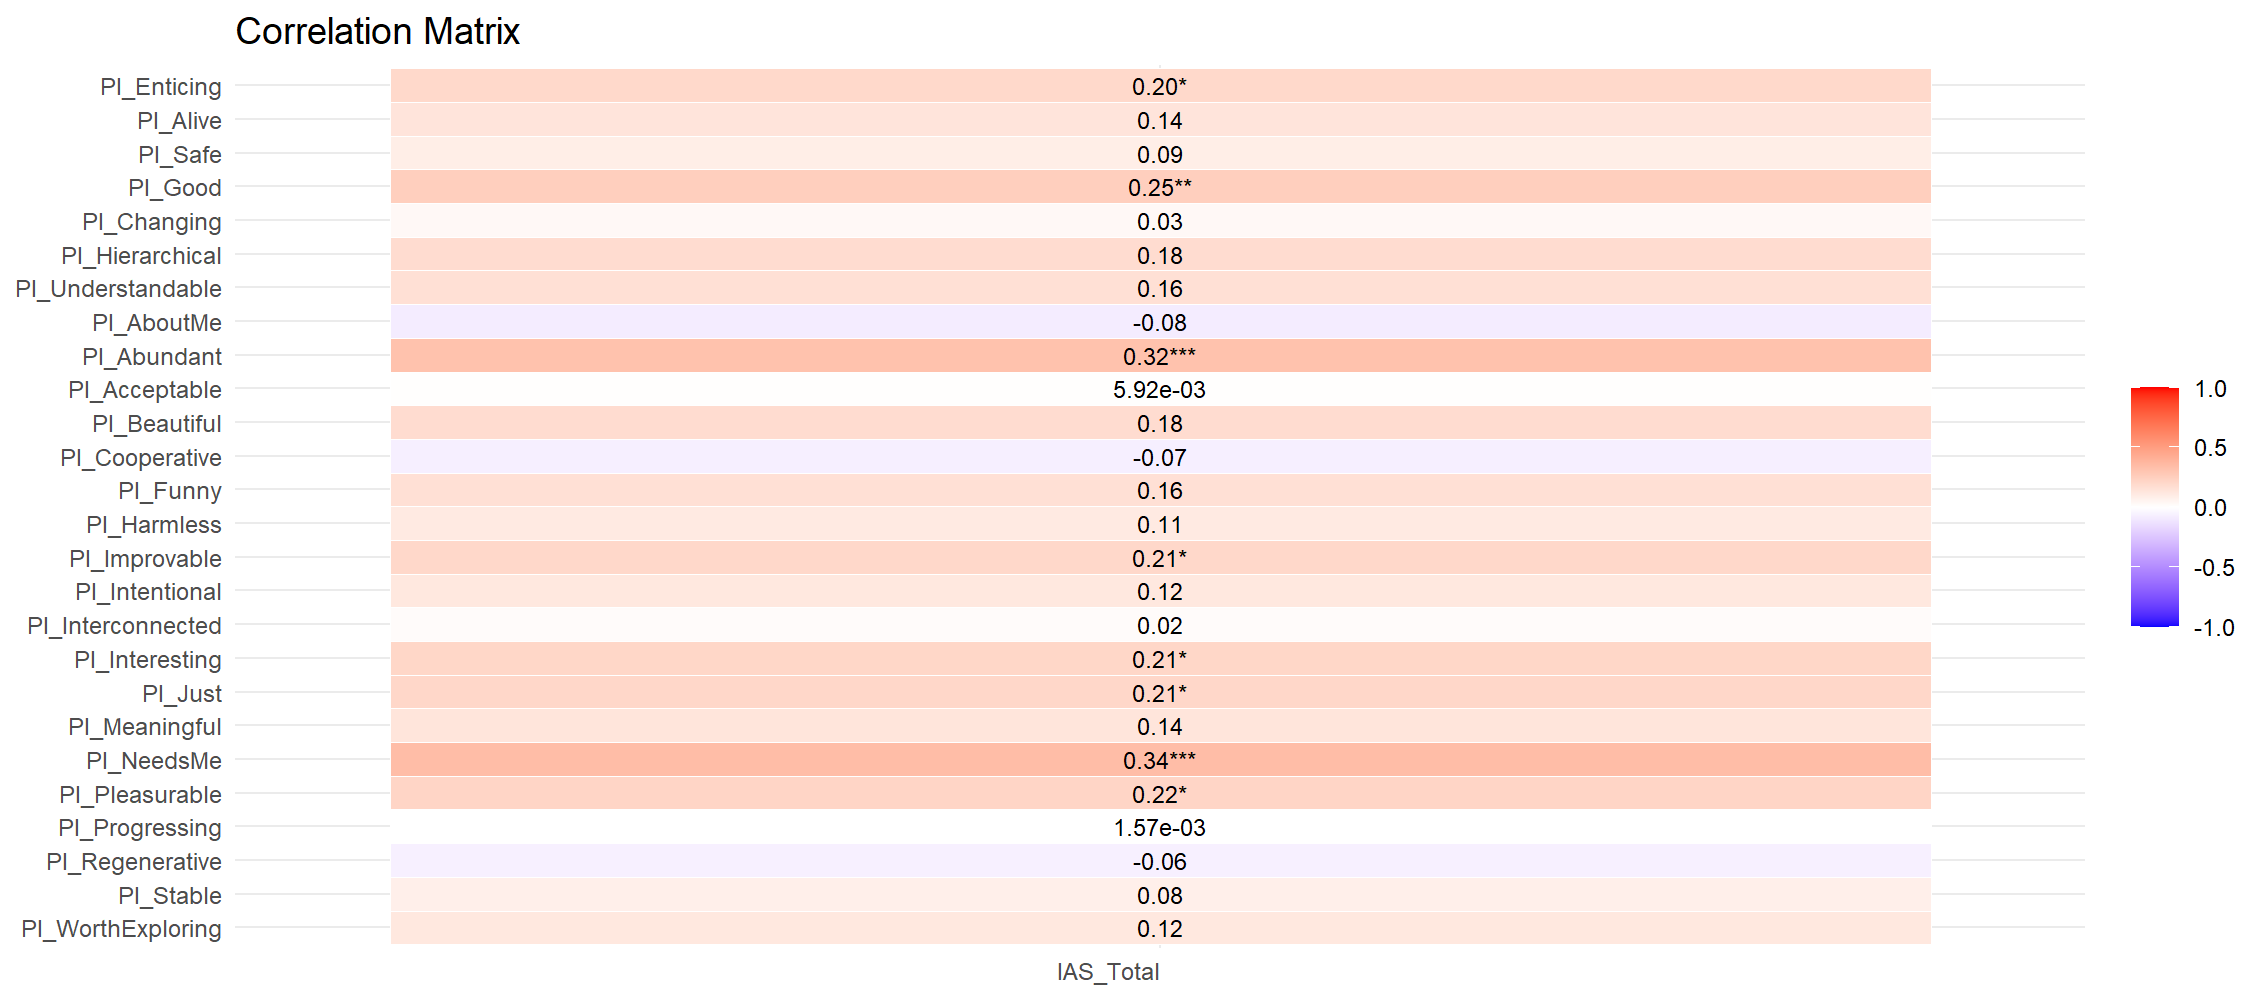 Correlation Matrix
PI_Enticing 0.20*
PI_Alive 0.14
PI_Safe 0.09
PI_Good 0.25**
PI_Changing 0.03
PI_Hierarchical 0.18
PI_Understandable 0.16
PI_AboutMe -0.08
PI_Abundant 0.32***
PI_Acceptable 5.92e-03
PI_Beautiful 0.18
PI_Cooperative -0.07
PI_Funny 0.16
PI_Harmless 0.11
PI_Improvable 0.21*
PI_Intentional 0.12
PI_Interconnected 0.02
PI_Interesting 0.21*
PI_Just 0.21*
PI_Meaningful 0.14
PI_NeedsMe 0.34***
PI_Pleasurable 0.22*
PI_Progressing 1.57e-03
PI_Regenerative -0.06
PI_Stable 0.08
PI_WorthExploring 0.12
IAS_Total
1.0
0.5
0.0
-0.5
-1.0